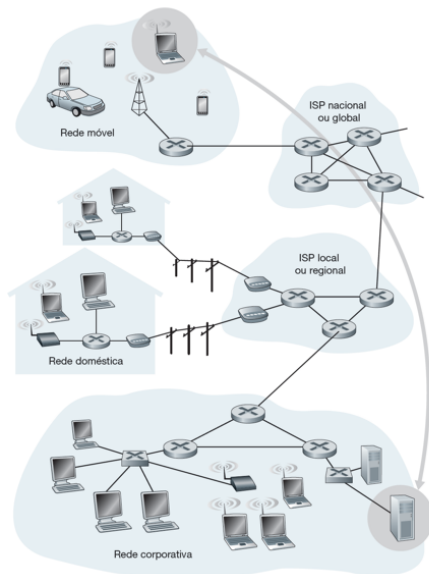 Rede móvel
ISP nacional
ou global
ISP local
ou regional
Rede doméstica
Rede corporativa